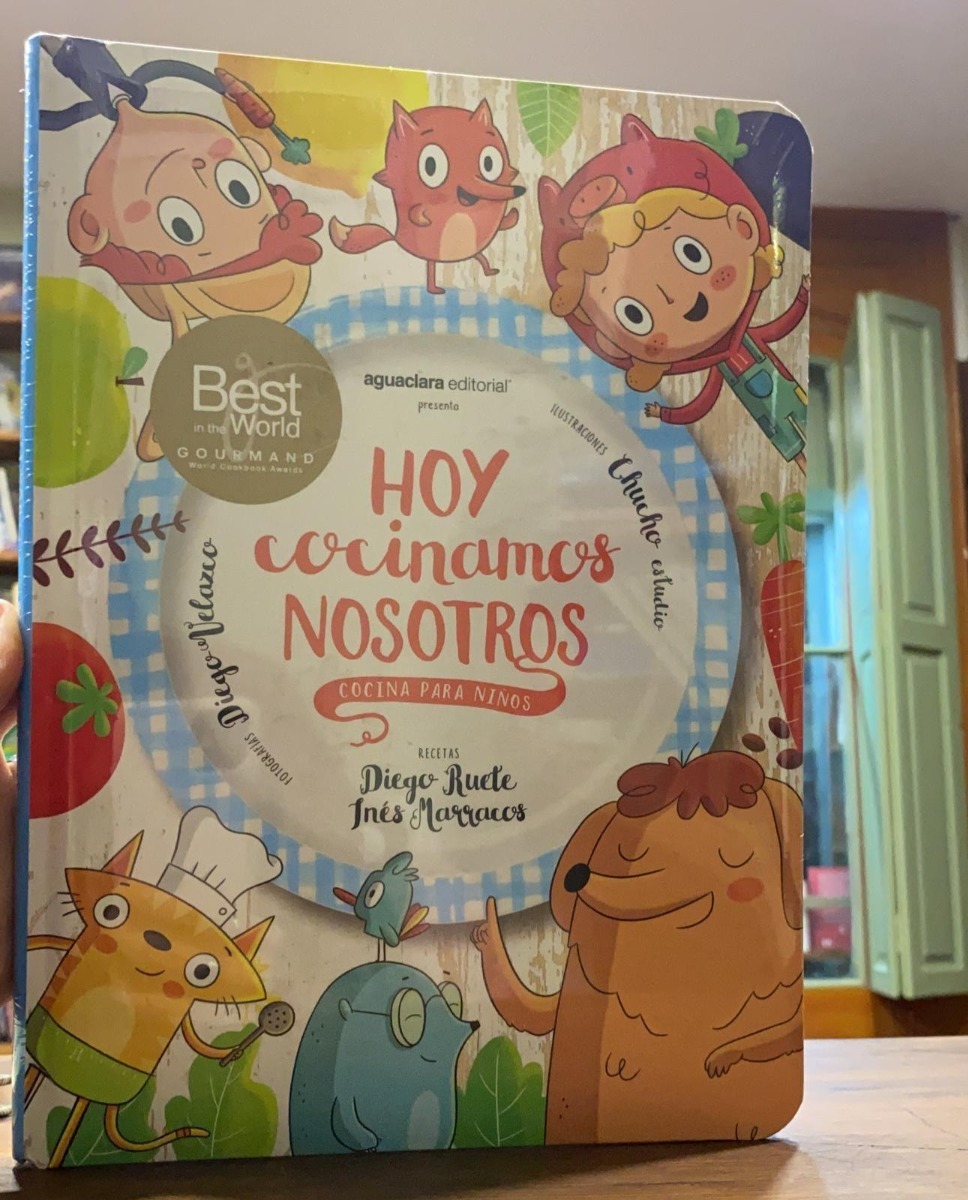 Best
in the World
GOURMAND
World Cookbook Awards
aguaclara editorial
presenta
HOY
cocinamos
NOSOTROS
COCINA PARA NIÑOS
ILUSTRACIONES Chucho estudio
FOTOGRAFÍAS Diego Velazco
RECETAS
Diego Ruete
Inés Marracos